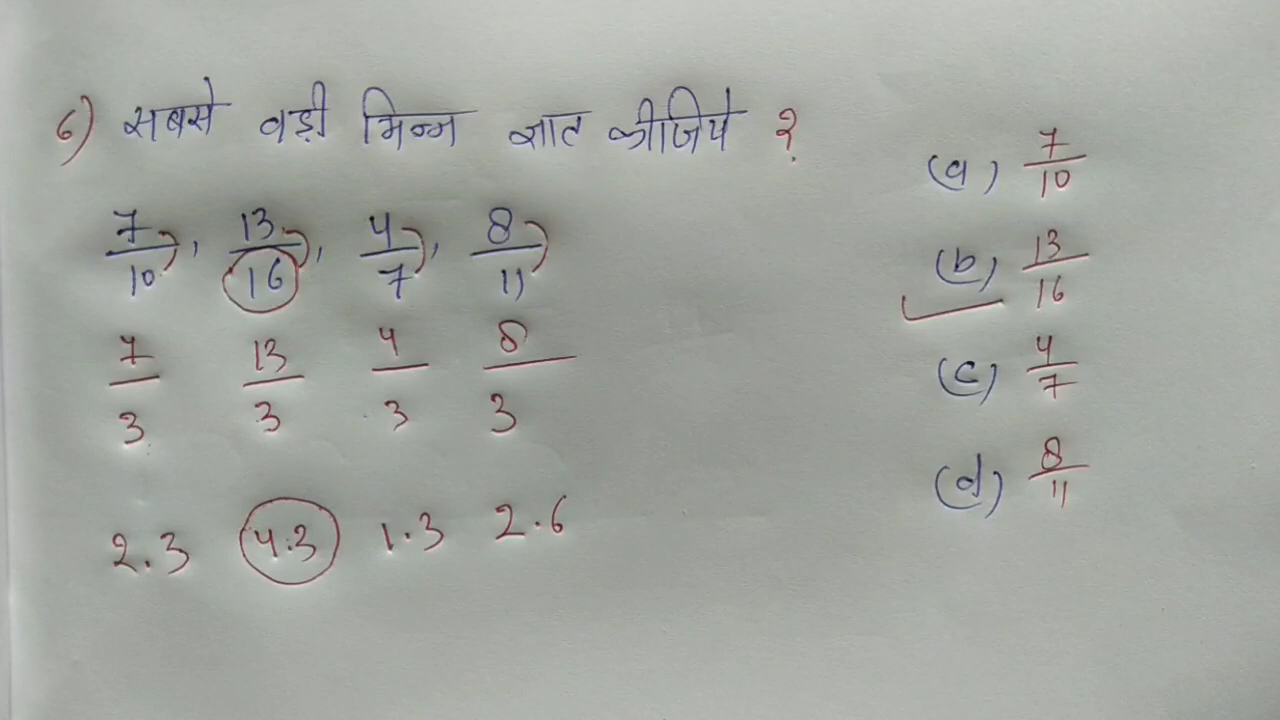 6) सबसे बड़ी भिन्न ज्ञात कीजिये ?
7/10, 13/16, 4/7, 8/11
7/3 13/3 4/3 8/3
2.3 4.3 1.3 2.6
(a) 7/10
(b) 13/16
(c) 4/7
(d) 8/11